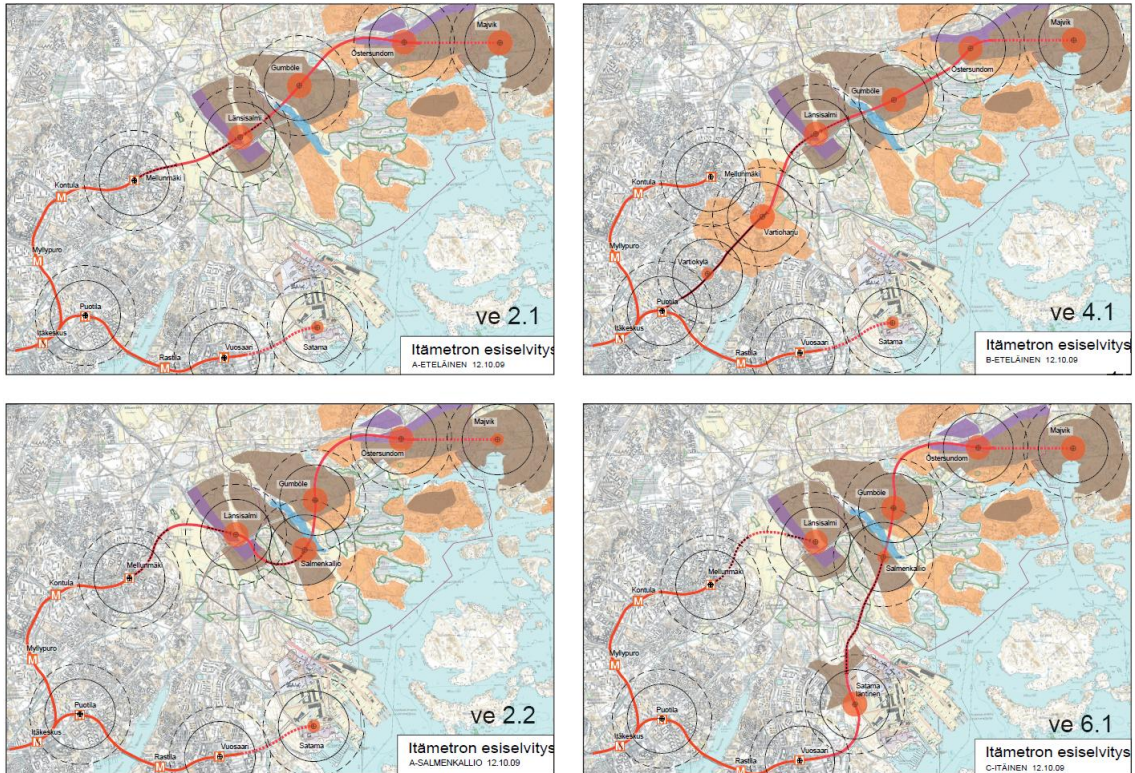 Majvik
Östersundom
Gumböle
Länsisalmi
Mellunmäki
Kontula
M
Myllypuro
M
Puotila
Itäkeskus
M
Rastila
M
Vuosaari
Satama
ve 2.1
Itämetron esiselvitys
A-ETELÄINEN 12.10.09
Majvik
Östersundom
Gumböle
Länsisalmi
Mellunmäki
Kontula
M
Vartioharju
Myllypuro
M
Vartiokylä
Puotila
Itäkeskus
M
Rastila
M
Vuosaari
Satama
ve 4.1
Itämetron esiselvitys
B-ETELÄINEN 12.10.09
Majvik
Östersundom
Gumböle
Länsisalmi
Salmenkallio
Mellunmäki
Kontula
M
Myllypuro
M
Puotila
Itäkeskus
M
Rastila
M
Vuosaari
Satama
ve 2.2
Itämetron esiselvitys
A-SALMENKALLIO 12.10.09
Majvik
Östersundom
Gumböle
Länsisalmi
Salmenkallio
Mellunmäki
Kontula
M
Myllypuro
M
Satama
läntinen
Puotila
Itäkeskus
M
Rastila
M
Vuosaari
ve 6.1
Itämetron esiselvitys
C-ITÄINEN 12.10.09